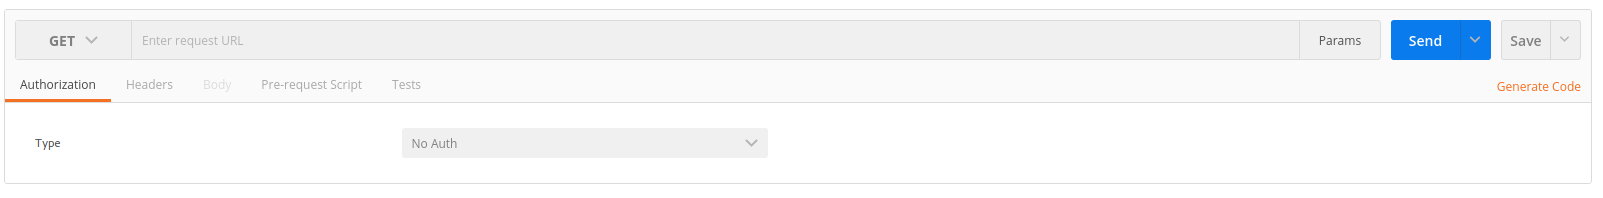 GET Enter request URL Params Send Save
Authorization Headers Body Pre-request Script Tests Generate Code
Type No Auth